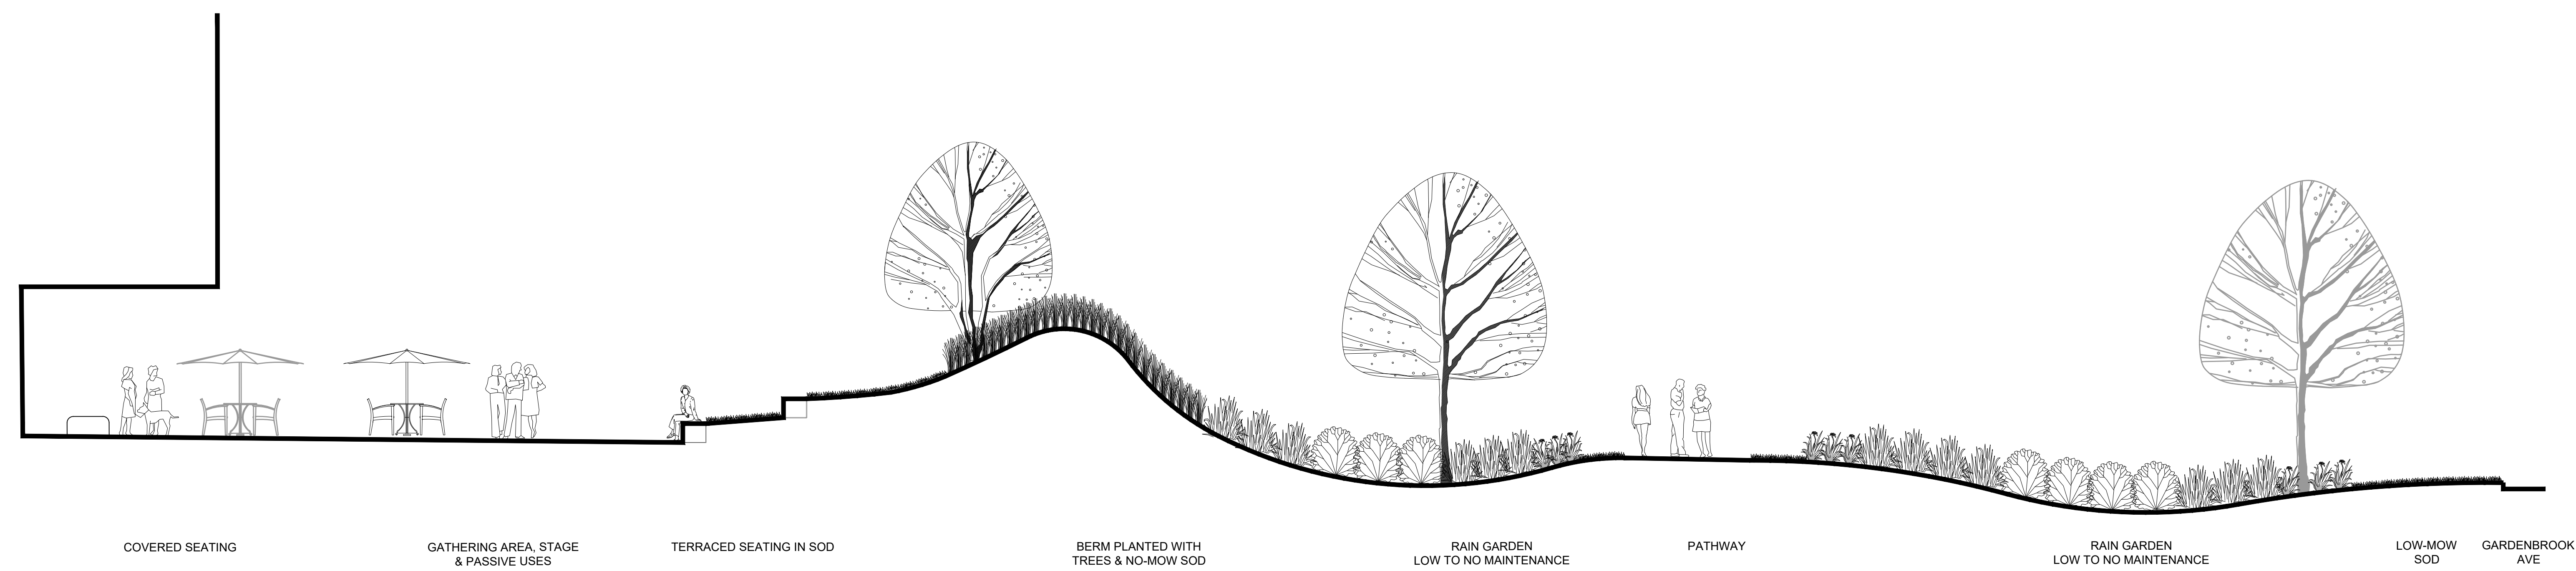 COVERED SEATING
GATHERING AREA, STAGE
& PASSIVE USES
TERRACED SEATING IN SOD
BERM PLANTED WITH
TREES & NO-MOW SOD
RAIN GARDEN
LOW TO NO MAINTENANCE
PATHWAY
RAIN GARDEN
LOW TO NO MAINTENANCE
LOW-MOW
SOD
GARDENBROOK
AVE